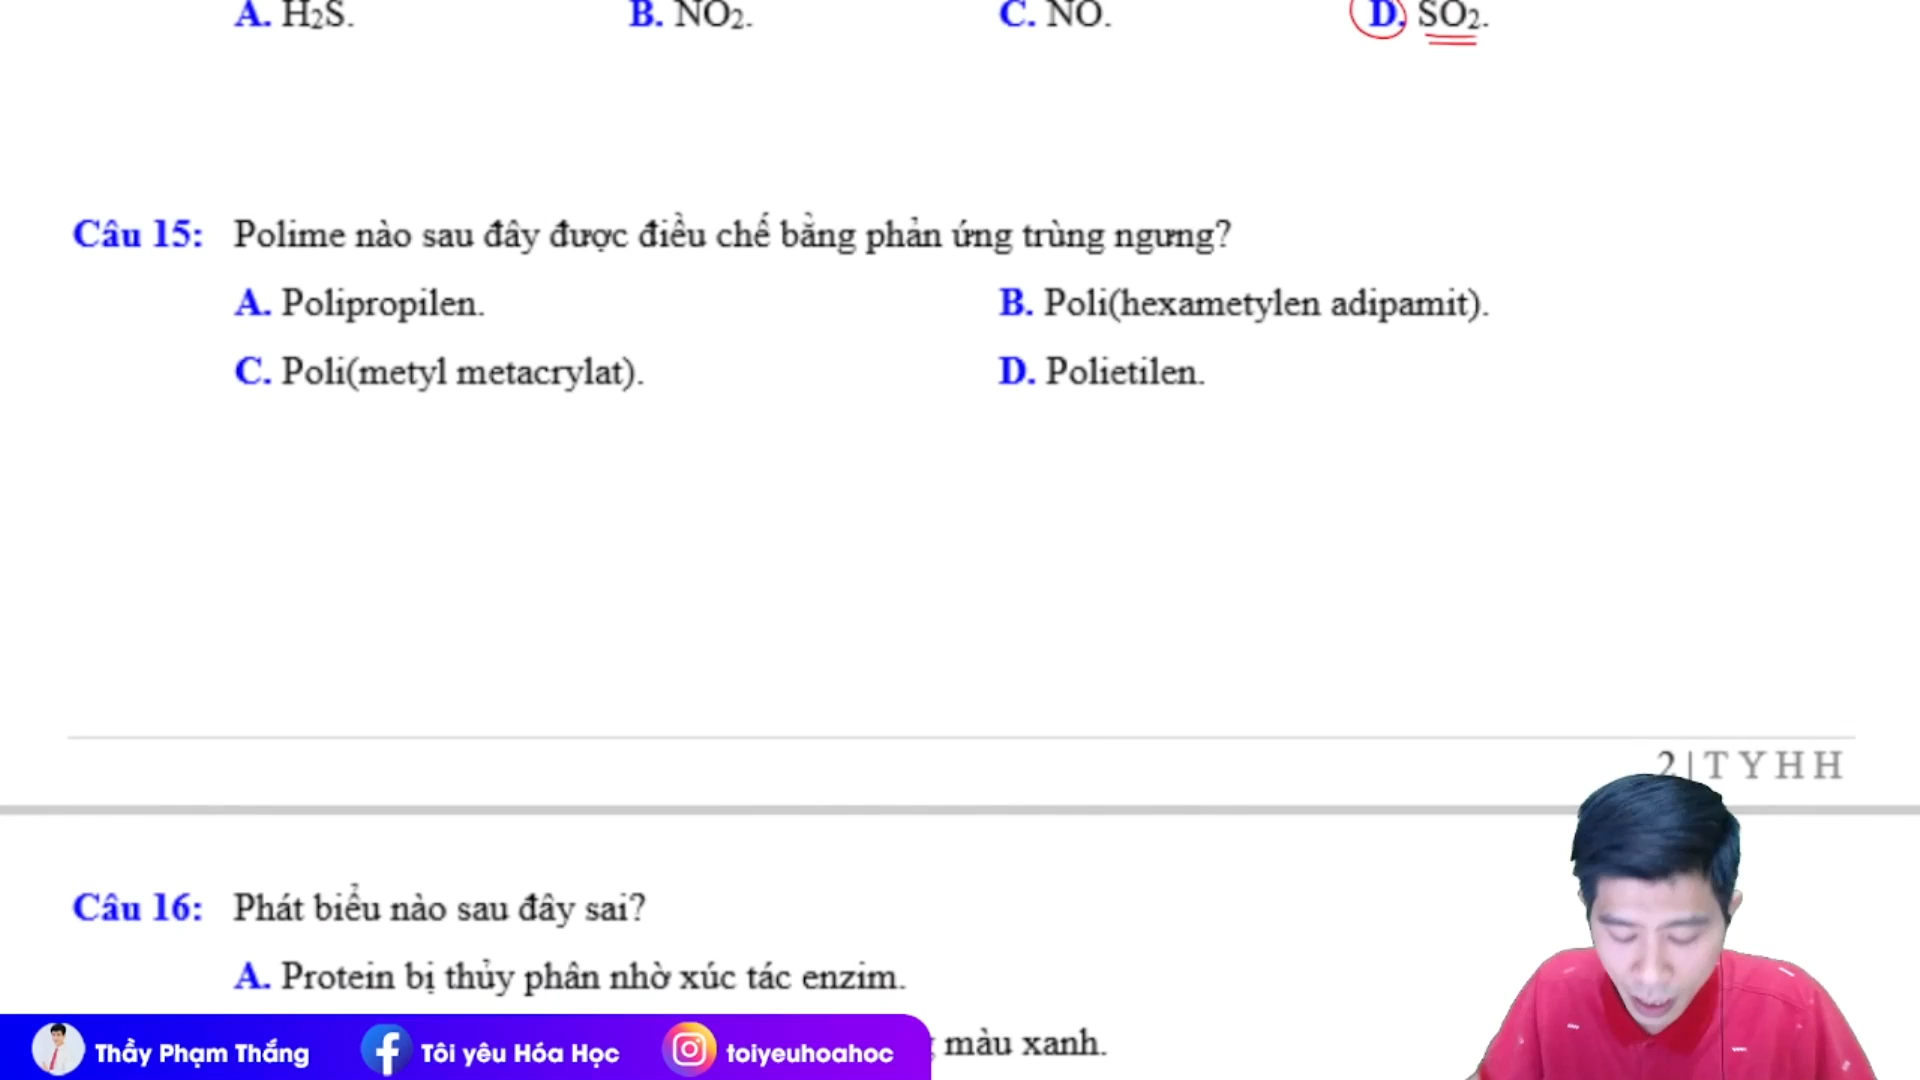 A. H₂S. B. NO₂. C. NO. D. SO₂.
Câu 15: Polime nào sau đây được điều chế bằng phản ứng trùng ngưng?
A. Polipropilen. B. Poli(hexametylen adipamit).
C. Poli(metyl metacrylat). D. Polietilen.
2 | T Y H H
Câu 16: Phát biểu nào sau đây sai?
A. Protein bị thủy phân nhờ xúc tác enzim.
màu xanh.
Thầy Phạm Thắng Tôi yêu Hóa Học toiyeuhoahoc